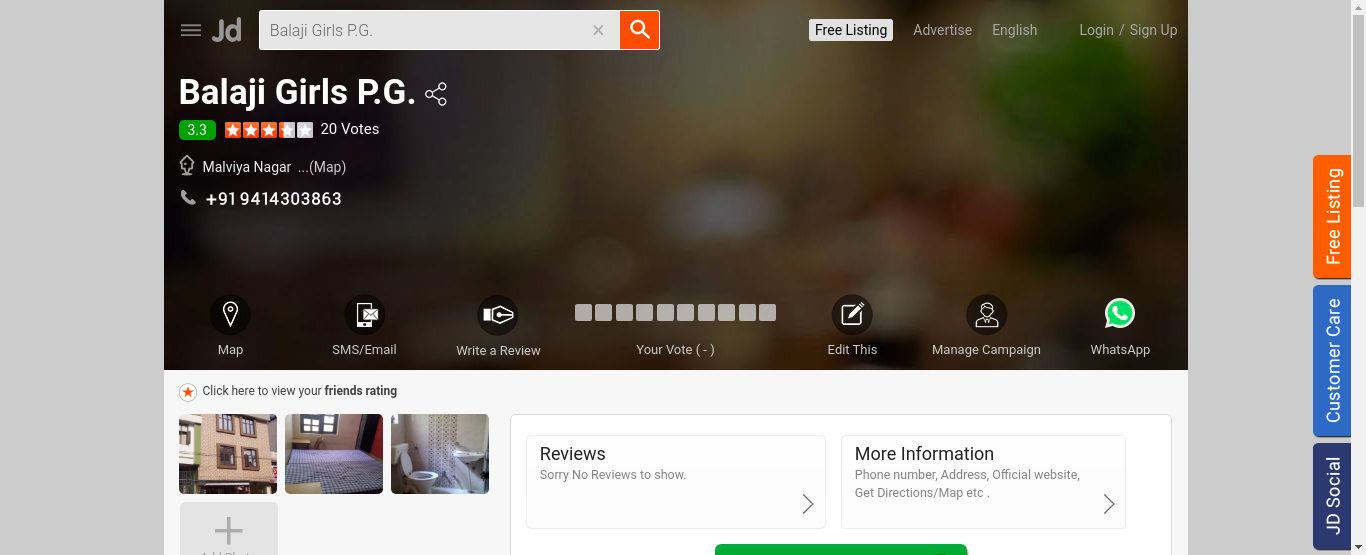 Jd
Balaji Girls P.G.
Free Listing
Advertise
English
Login / Sign Up
Balaji Girls P.G.
3.3
20 Votes
Malviya Nagar ...(Map)
+91 9414303863
Map
SMS/Email
Write a Review
Your Vote ( - )
Edit This
Manage Campaign
WhatsApp
Click here to view your friends rating
Reviews
Sorry No Reviews to show.
More Information
Phone number, Address, Official website,
Get Directions/Map etc .
Free Listing
Customer Care
JD Social